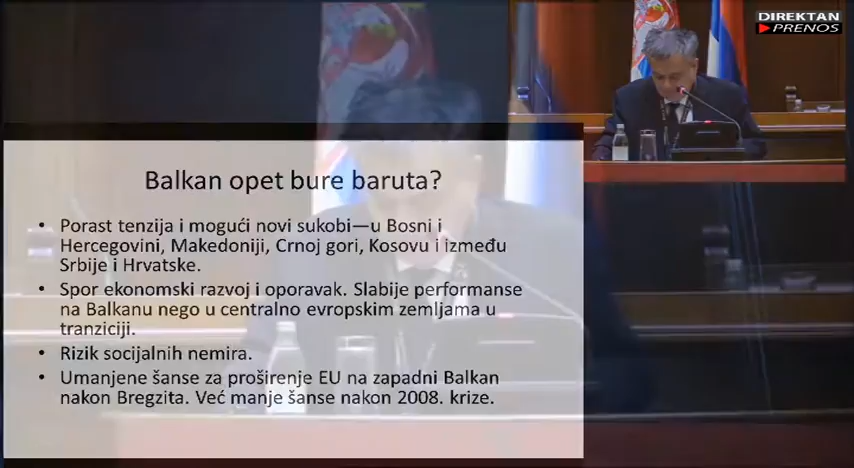 DIREKTAN
PRENOS
Balkan opet bure baruta?
• Porast tenzija i mogući novi sukobi—u Bosni i
Hercegovini, Makedoniji, Crnoj gori, Kosovu i između
Srbije i Hrvatske.
• Spor ekonomski razvoj i oporavak. Slabije performanse
na Balkanu nego u centralno evropskim zemljama u
tranziciji.
• Rizik socijalnih nemira.
• Umanjene šanse za proširenje EU na zapadni Balkan
nakon Bregzita. Već manje šanse nakon 2008. krize.